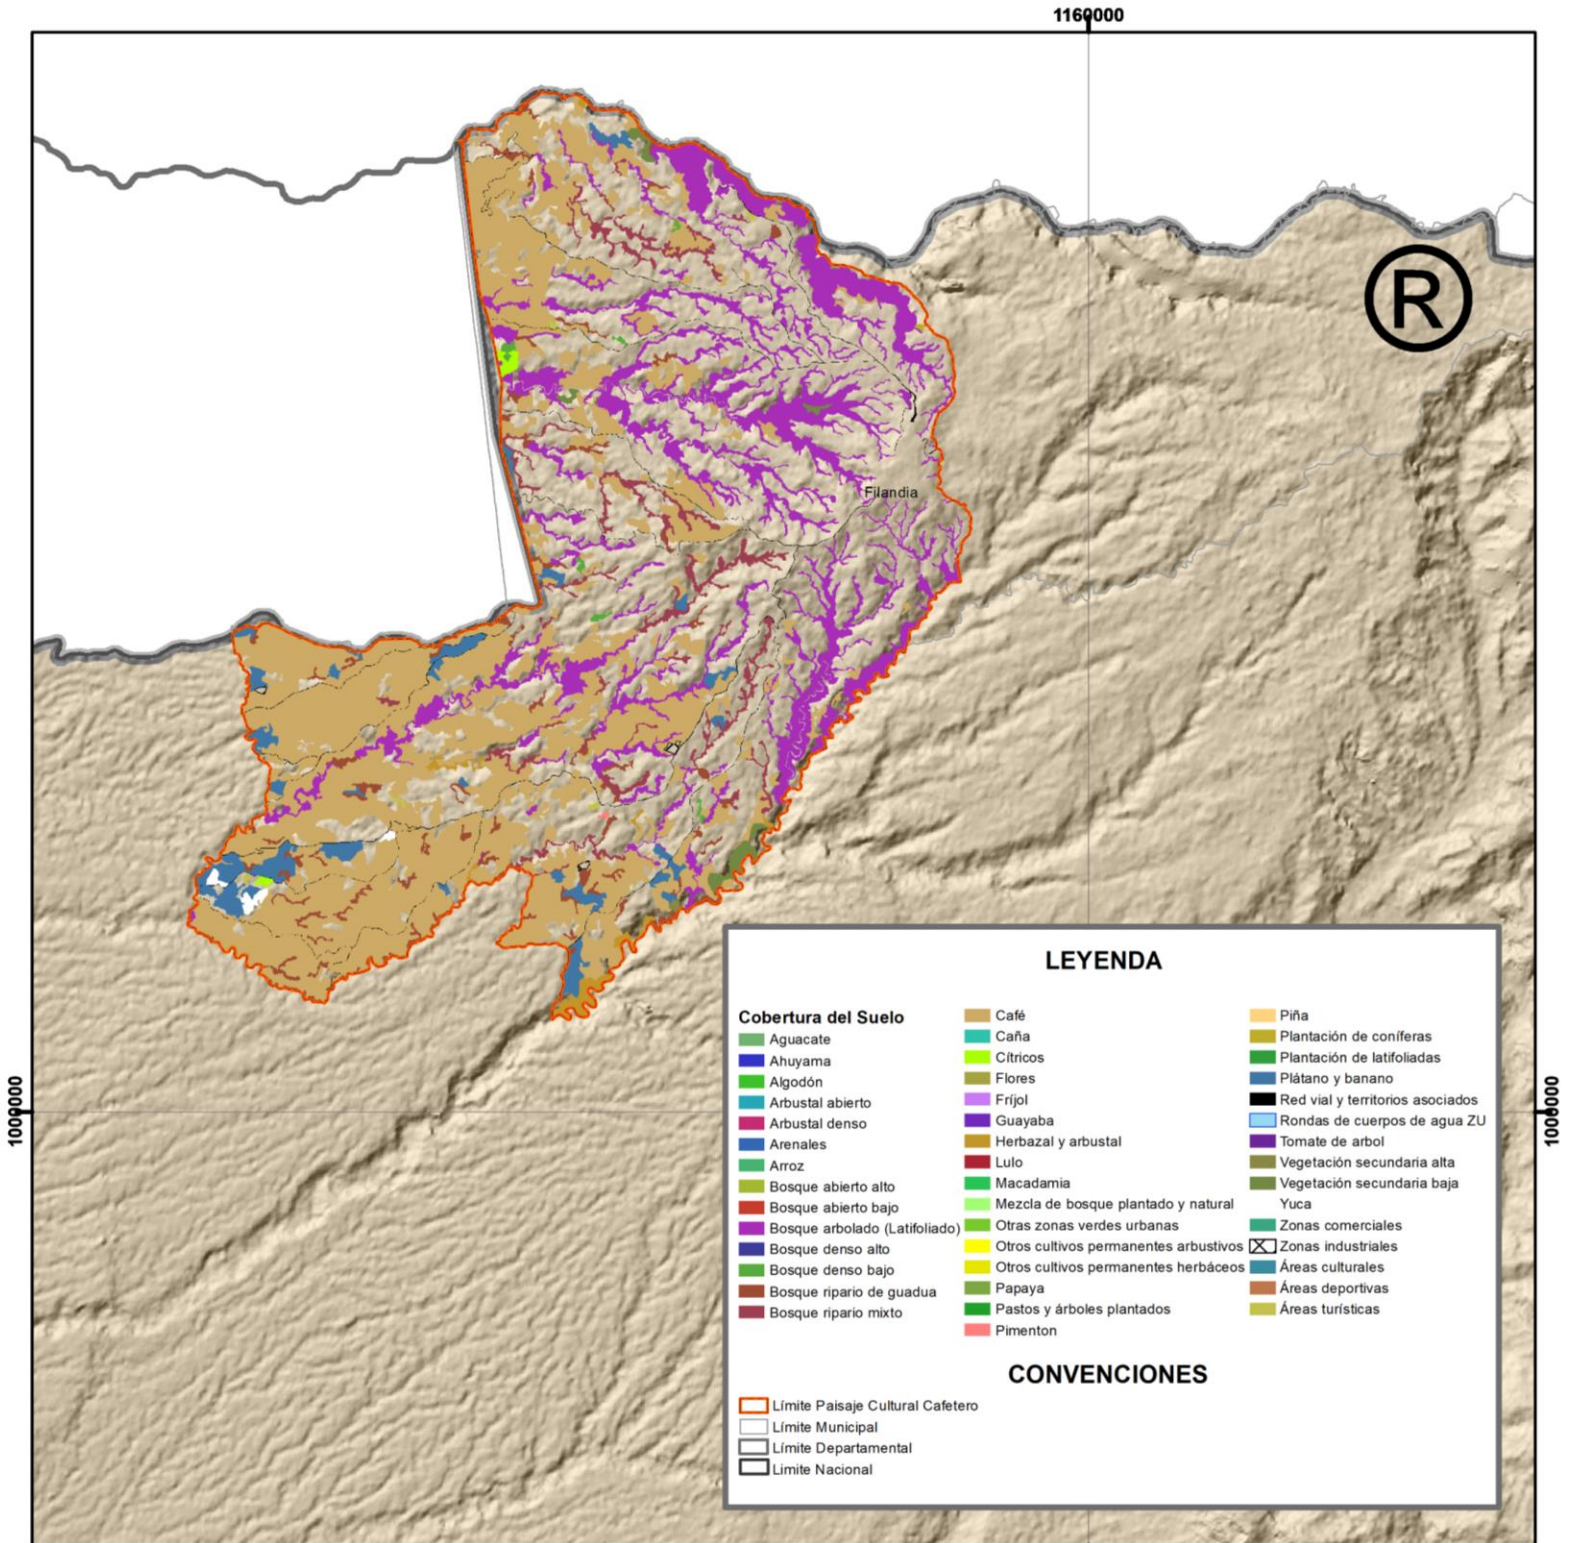 1160000
®
Filandia
1000000
1000000
LEYENDA
Cobertura del Suelo
Aguacate
Ahuyama
Algodón
Arbustal abierto
Arbustal denso
Arenales
Arroz
Bosque abierto alto
Bosque abierto bajo
Bosque arbolado (Latifoliado)
Bosque denso alto
Bosque denso bajo
Bosque ripario de guadua
Bosque ripario mixto
Café
Caña
Cítricos
Flores
Fríjol
Guayaba
Herbazal y arbustal
Lulo
Macadamia
Mezcla de bosque plantado y natural
Otras zonas verdes urbanas
Otros cultivos permanentes arbustivos
Otros cultivos permanentes herbáceos
Papaya
Pastos y árboles plantados
Pimenton
Piña
Plantación de coníferas
Plantación de latifoliadas
Plátano y banano
Red vial y territorios asociados
Rondas de cuerpos de agua ZU
Tomate de arbol
Vegetación secundaria alta
Vegetación secundaria baja
Yuca
Zonas comerciales
Zonas industriales
Áreas culturales
Áreas deportivas
Áreas turísticas
CONVENCIONES
Límite Paisaje Cultural Cafetero
Límite Municipal
Límite Departamental
Limite Nacional